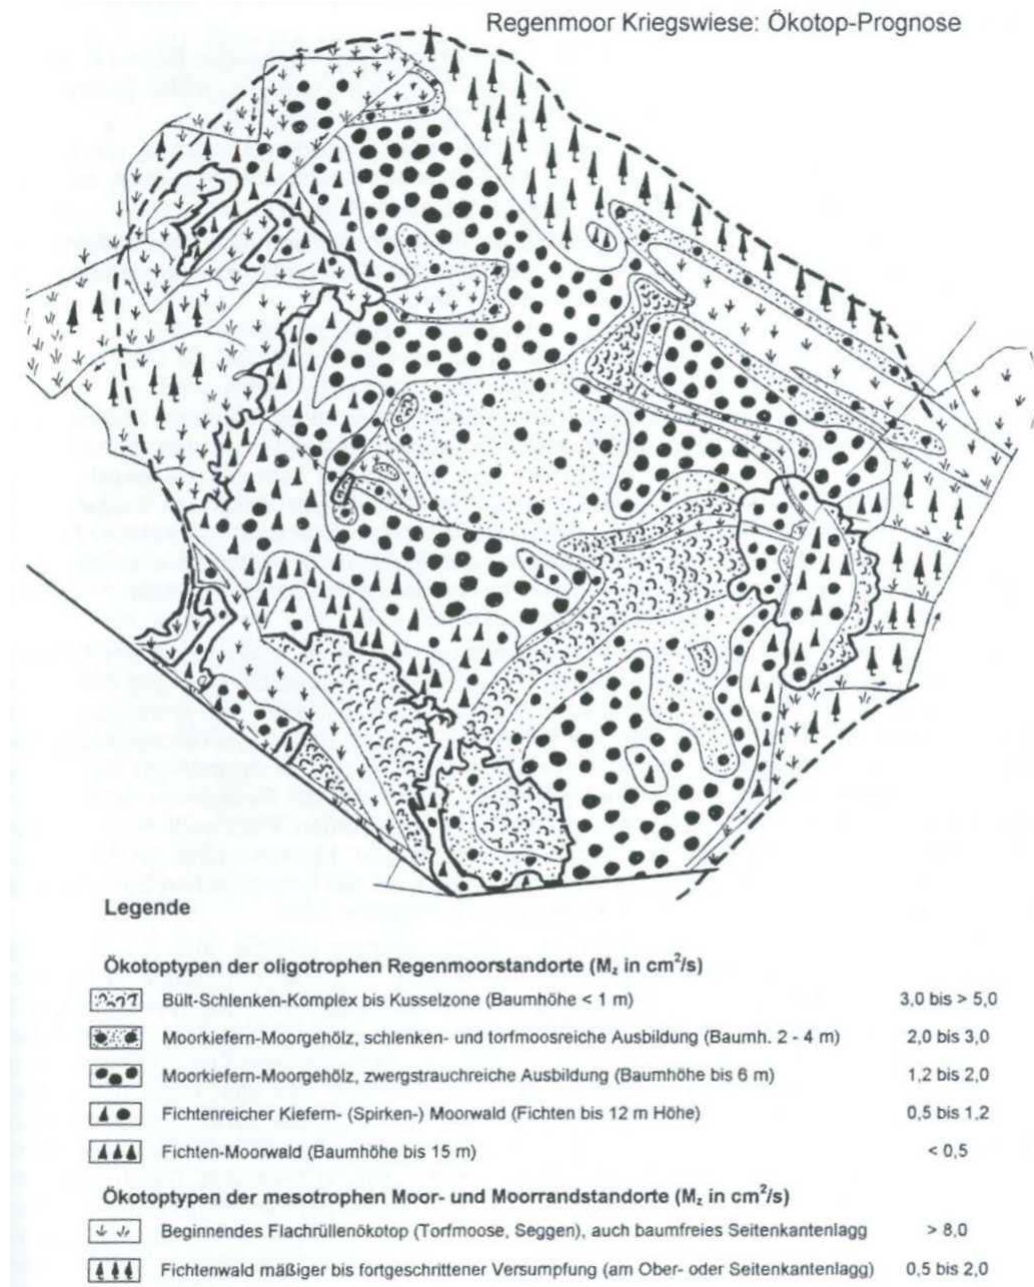 Regenmoor Kriegswiese: Ökotop-Prognose
Legende
Ökotoptypen der oligotrophen Regenmoorstandorte (M_z in cm²/s)
Bült-Schlenken-Komplex bis Kusselzone (Baumhöhe < 1 m) 3,0 bis > 5,0
Moorkiefern-Moorgehölz, schlenken- und torfmoosreiche Ausbildung (Baumh. 2 - 4 m) 2,0 bis 3,0
Moorkiefern-Moorgehölz, zwergstrauchreiche Ausbildung (Baumhöhe bis 6 m) 1,2 bis 2,0
Fichtenreicher Kiefern- (Spirken-) Moorwald (Fichten bis 12 m Höhe) 0,5 bis 1,2
Fichten-Moorwald (Baumhöhe bis 15 m) < 0,5
Ökotoptypen der mesotrophen Moor- und Moorrandstandorte (M_z in cm²/s)
Beginnendes Flachrüllenökotop (Torfmoose, Seggen), auch baumfreies Seitenkantenlagg > 8,0
Fichtenwald mäßiger bis fortgeschrittener Versumpfung (am Ober- oder Seitenkantenlagg) 0,5 bis 2,0